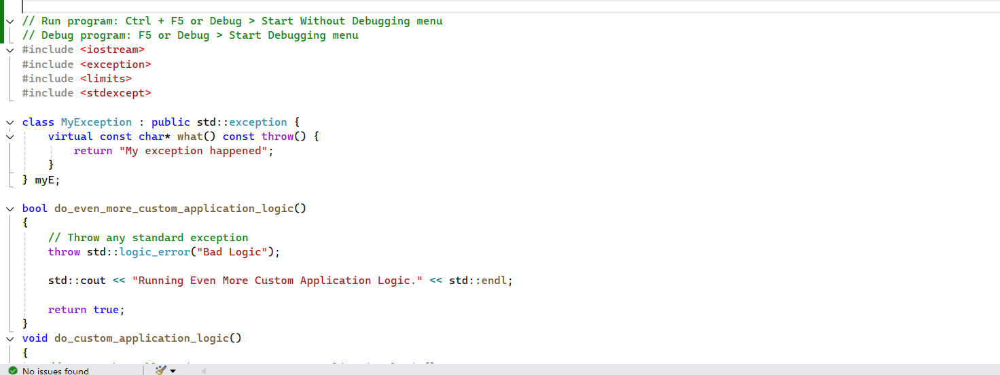 // Run program: Ctrl + F5 or Debug > Start Without Debugging menu
// Debug program: F5 or Debug > Start Debugging menu
#include <iostream>
#include <exception>
#include <limits>
#include <stdexcept>
class MyException : public std::exception {
virtual const char* what() const throw() {
return "My exception happened";
}
} myE;
bool do_even_more_custom_application_logic()
{
// Throw any standard exception
throw std::logic_error("Bad Logic");
std::cout << "Running Even More Custom Application Logic." << std::endl;
return true;
}
void do_custom_application_logic()
{
No issues found